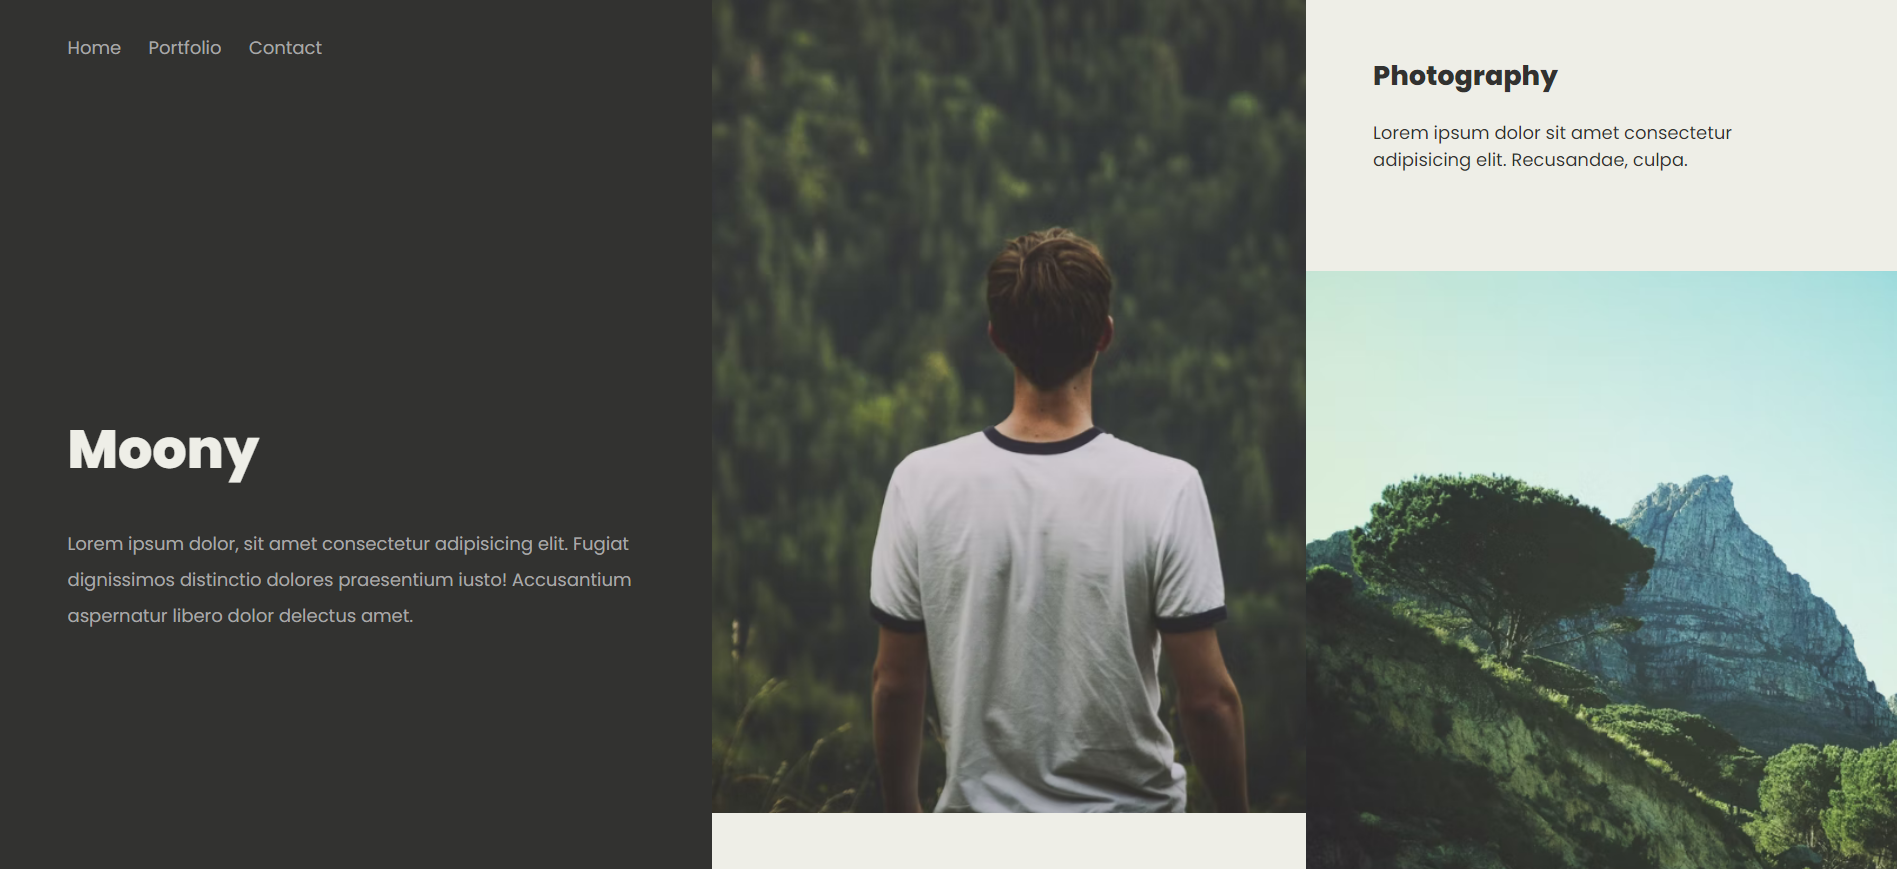 Home Portfolio Contact
Moony
Lorem ipsum dolor, sit amet consectetur adipisicing elit. Fugiat
dignissimos distinctio dolores praesentium iusto! Accusantium
aspernatur libero dolor delectus amet.
Photography
Lorem ipsum dolor sit amet consectetur
adipisicing elit. Recusandae, culpa.